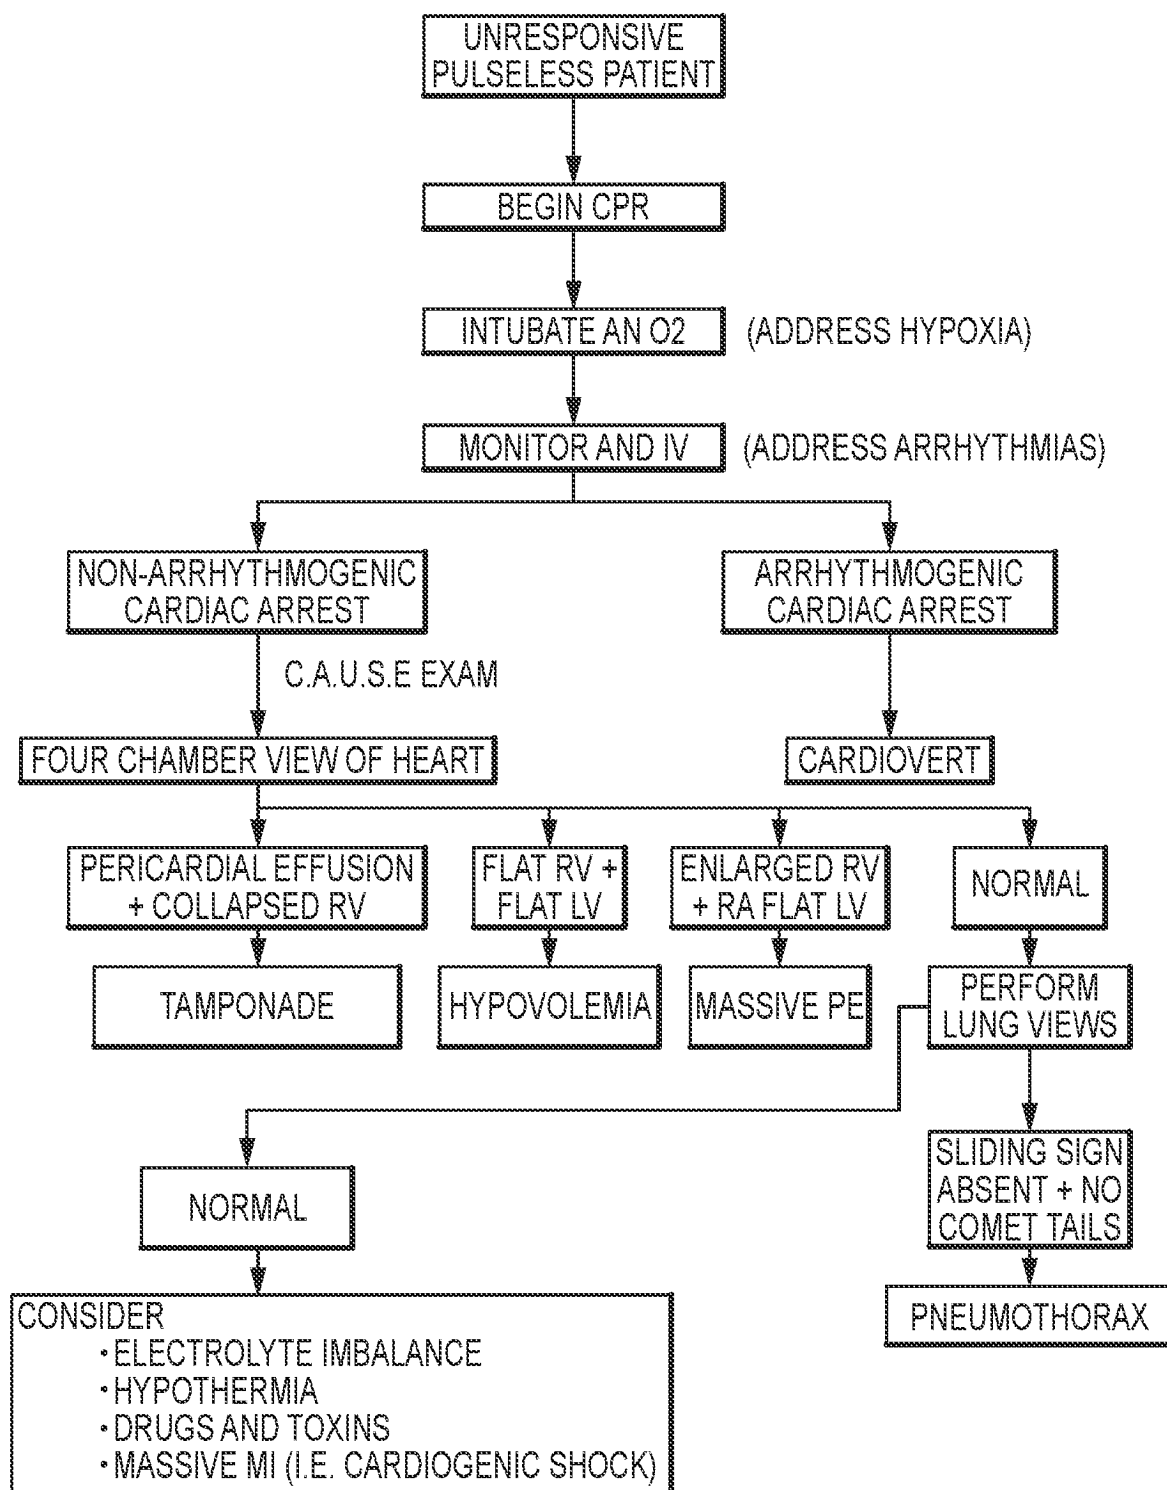 UNRESPONSIVE
PULSELESS PATIENT
BEGIN CPR
INTUBATE AN O2
(ADDRESS HYPOXIA)
MONITOR AND IV
(ADDRESS ARRHYTHMIAS)
NON-ARRHYTHMOGENIC
CARDIAC ARREST
ARRHYTHMOGENIC
CARDIAC ARREST
C.A.U.S.E EXAM
FOUR CHAMBER VIEW OF HEART
CARDIOVERT
PERICARDIAL EFFUSION
+ COLLAPSED RV
FLAT RV +
FLAT LV
ENLARGED RV
+ RA FLAT LV
NORMAL
TAMPONADE
HYPOVOLEMIA
MASSIVE PE
PERFORM
LUNG VIEWS
NORMAL
SLIDING SIGN
ABSENT + NO
COMET TAILS
PNEUMOTHORAX
CONSIDER
· ELECTROLYTE IMBALANCE
· HYPOTHERMIA
· DRUGS AND TOXINS
· MASSIVE MI (I.E. CARDIOGENIC SHOCK)